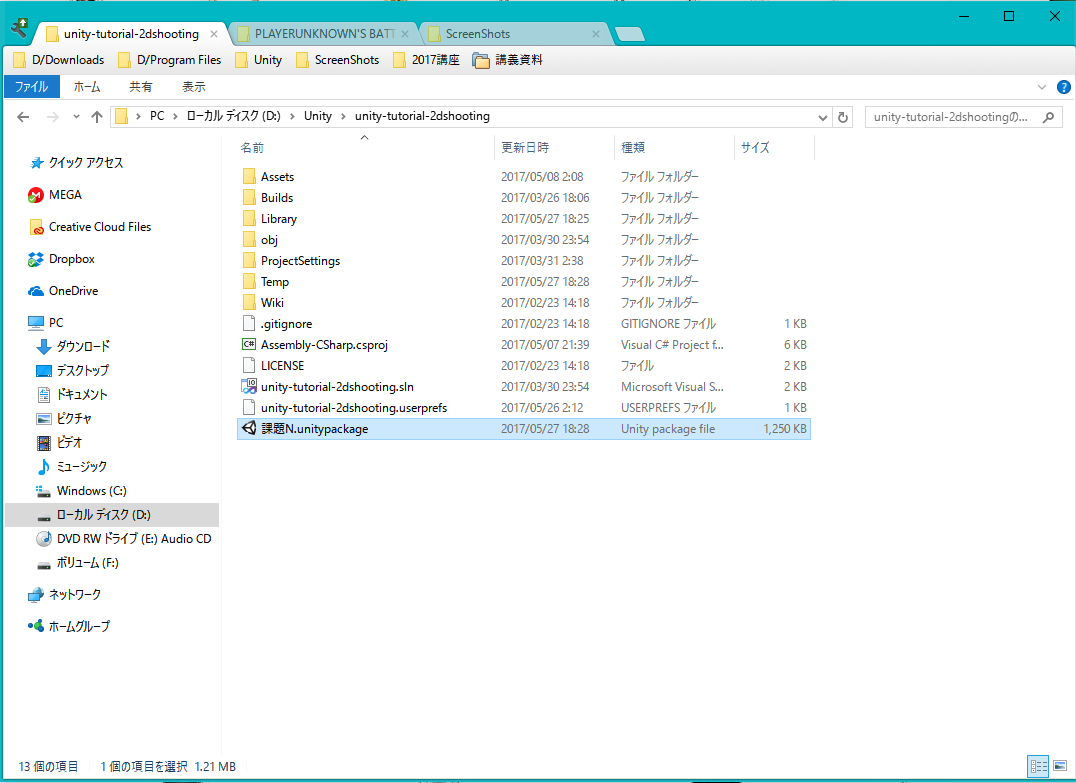 unity-tutorial-2dshooting PLAYERUNKNOWN'S BATT ScreenShots
D/Downloads D/Program Files Unity ScreenShots 2017講座 講義資料
ファイル ホーム 共有 表示
PC ローカル ディスク (D:) Unity unity-tutorial-2dshooting unity-tutorial-2dshootingの...
名前 更新日時 種類 サイズ
クイック アクセス
MEGA
Creative Cloud Files
Dropbox
OneDrive
PC
ダウンロード
デスクトップ
ドキュメント
ピクチャ
ビデオ
ミュージック
Windows (C:)
ローカル ディスク (D:)
DVD RW ドライブ (E:) Audio CD
ボリューム (F:)
ネットワーク
ホームグループ
Assets 2017/05/08 2:08 ファイル フォルダー
Builds 2017/03/26 18:06 ファイル フォルダー
Library 2017/05/27 18:25 ファイル フォルダー
obj 2017/03/30 23:54 ファイル フォルダー
ProjectSettings 2017/03/31 2:38 ファイル フォルダー
Temp 2017/05/27 18:28 ファイル フォルダー
Wiki 2017/02/23 14:18 ファイル フォルダー
.gitignore 2017/02/23 14:18 GITIGNORE ファイル 1 KB
Assembly-CSharp.csproj 2017/05/07 21:39 Visual C# Project f... 6 KB
LICENSE 2017/02/23 14:18 ファイル 2 KB
unity-tutorial-2dshooting.sln 2017/03/30 23:54 Microsoft Visual S... 2 KB
unity-tutorial-2dshooting.userprefs 2017/05/26 2:12 USERPREFS ファイル 1 KB
課題N.unitypackage 2017/05/27 18:28 Unity package file 1,250 KB
13 個の項目 1 個の項目を選択 1.21 MB